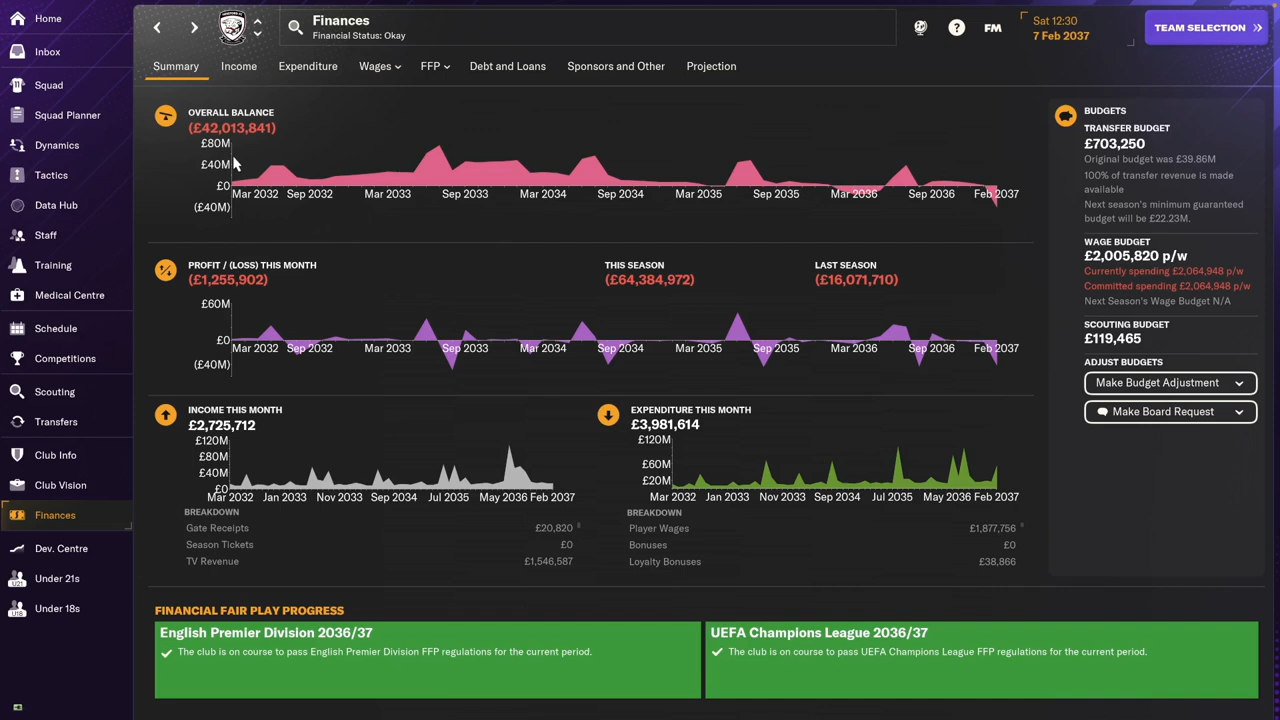 Home
Inbox
Squad
Squad Planner
Dynamics
Tactics
Data Hub
Staff
Training
Medical Centre
Schedule
Competitions
Scouting
Transfers
Club Info
Club Vision
Finances
Dev. Centre
U21
Under 21s
U18
Under 18s
Finances
Financial Status: Okay
?
FM
Sat 12:30
7 Feb 2037
TEAM SELECTION
Summary Income Expenditure Wages FFP Debt and Loans Sponsors and Other Projection
OVERALL BALANCE
(£42,013,841)
£80M
£40M
£0
(£40M)
Mar 2032 Sep 2032 Mar 2033 Sep 2033 Mar 2034 Sep 2034 Mar 2035 Sep 2035 Mar 2036 Sep 2036 Feb 2037
PROFIT / (LOSS) THIS MONTH
(£1,255,902)
THIS SEASON
(£64,384,972)
LAST SEASON
(£16,071,710)
£60M
£0
(£40M)
Mar 2032 Sep 2032 Mar 2033 Sep 2033 Mar 2034 Sep 2034 Mar 2035 Sep 2035 Mar 2036 Sep 2036 Feb 2037
INCOME THIS MONTH
£2,725,712
£120M
£80M
£40M
£0
Mar 2032 Jan 2033 Nov 2033 Sep 2034 Jul 2035 May 2036 Feb 2037
BREAKDOWN
Gate Receipts £20,820
Season Tickets £0
TV Revenue £1,546,587
EXPENDITURE THIS MONTH
£3,981,614
£120M
£60M
£20M
Mar 2032 Jan 2033 Nov 2033 Sep 2034 Jul 2035 May 2036 Feb 2037
BREAKDOWN
Player Wages £1,877,756
Bonuses £0
Loyalty Bonuses £38,866
BUDGETS
TRANSFER BUDGET
£703,250
Original budget was £39.86M
100% of transfer revenue is made
available
Next season's minimum guaranteed
budget will be £22.23M.
WAGE BUDGET
£2,005,820 p/w
Currently spending £2,064,948 p/w
Committed spending £2,064,948 p/w
Next Season's Wage Budget N/A
SCOUTING BUDGET
£119,465
ADJUST BUDGETS
Make Budget Adjustment
Make Board Request
FINANCIAL FAIR PLAY PROGRESS
English Premier Division 2036/37
The club is on course to pass English Premier Division FFP regulations for the current period.
UEFA Champions League 2036/37
The club is on course to pass UEFA Champions League FFP regulations for the current period.